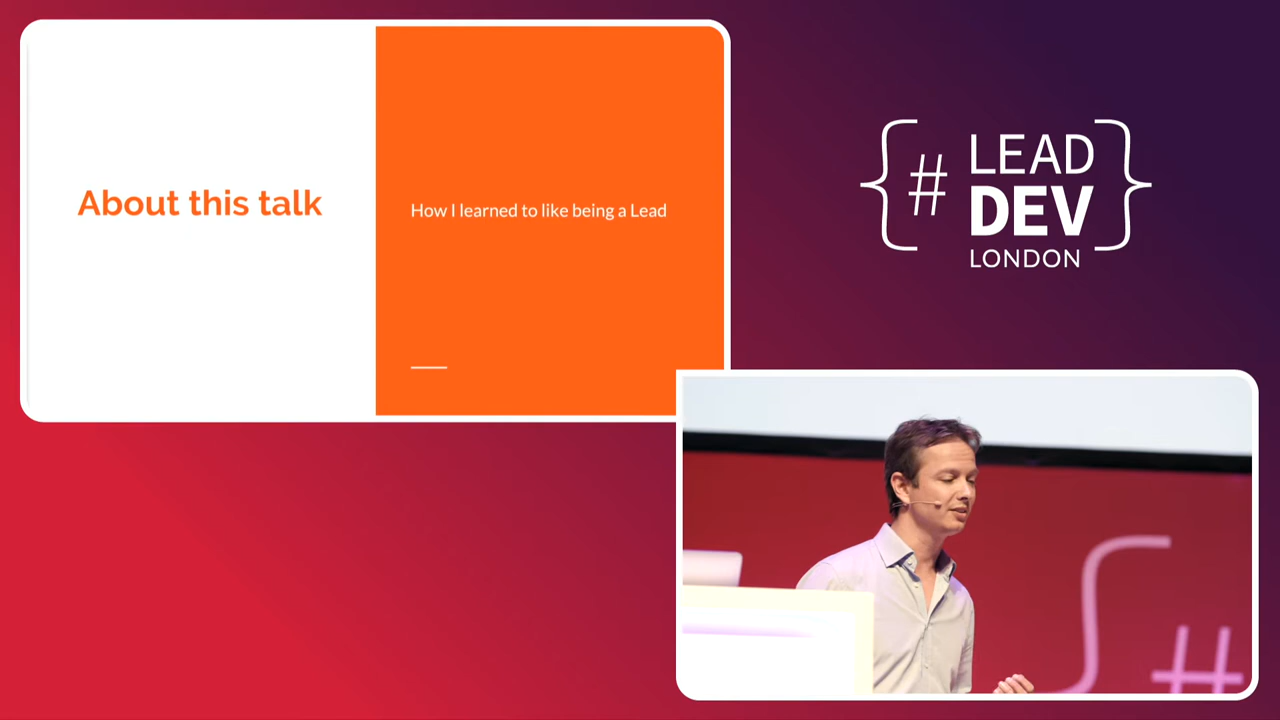 About this talk
How I learned to like being a Lead
{ # LEAD
DEV }
LONDON
{ #